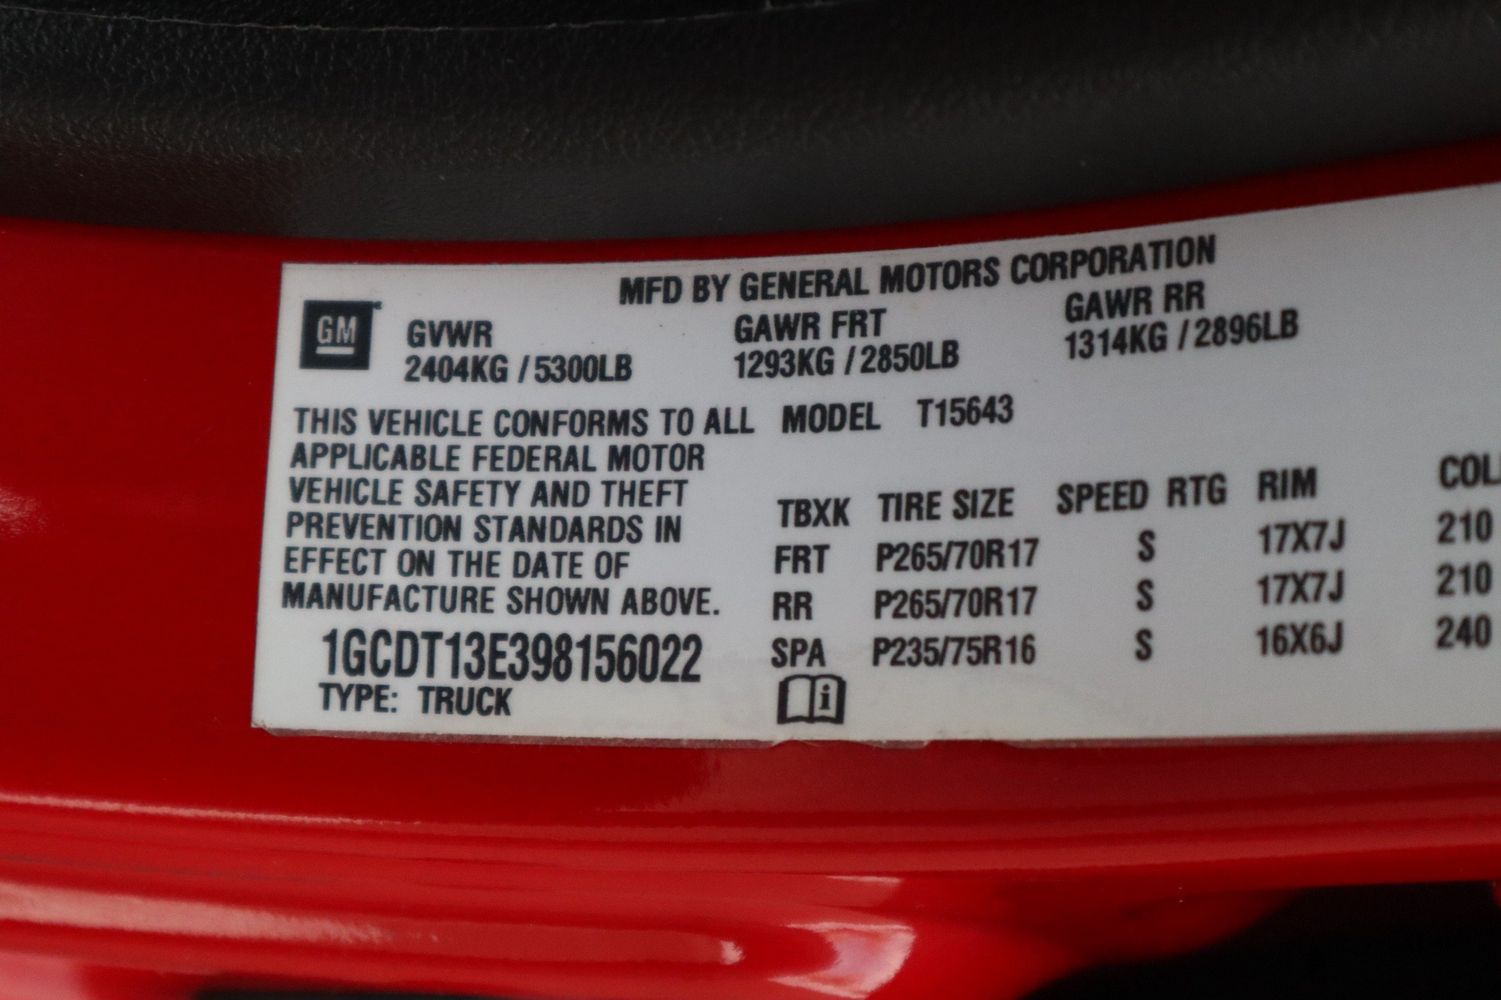 MFD BY GENERAL MOTORS CORPORATION
GM
GVWR GAWR FRT GAWR RR
2404KG / 5300LB 1293KG / 2850LB 1314KG / 2896LB
THIS VEHICLE CONFORMS TO ALL
APPLICABLE FEDERAL MOTOR
VEHICLE SAFETY AND THEFT
PREVENTION STANDARDS IN
EFFECT ON THE DATE OF
MANUFACTURE SHOWN ABOVE.
1GCDT13E398156022
TYPE: TRUCK
MODEL T15643
TBXK TIRE SIZE SPEED RTG RIM COL
FRT P265/70R17 S 17X7J 210
RR P265/70R17 S 17X7J 210
SPA P235/75R16 S 16X6J 240
i